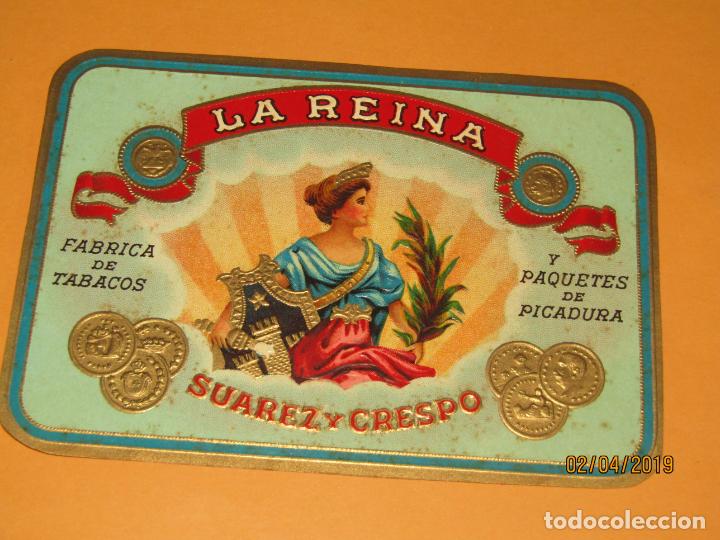 LA REINA
FABRICA
DE
TABACOS
Y
PAQUETES
DE
PICADURA
SUAREZ Y CRESPO
02/04/2019
todocoleccion